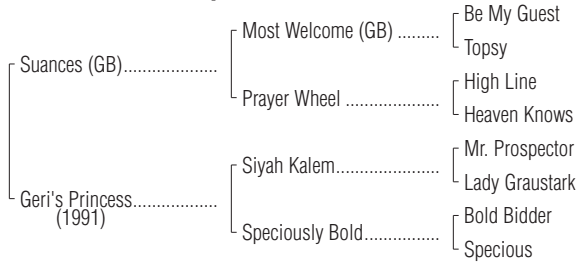 Be My Guest
Most Welcome (GB) .........
Topsy
Suances (GB)....................
High Line
Prayer Wheel ....................
Heaven Knows
Mr. Prospector
Siyah Kalem......................
Lady Graustark
Geri's Princess..................
(1991)
Bold Bidder
Speciously Bold................
Specious